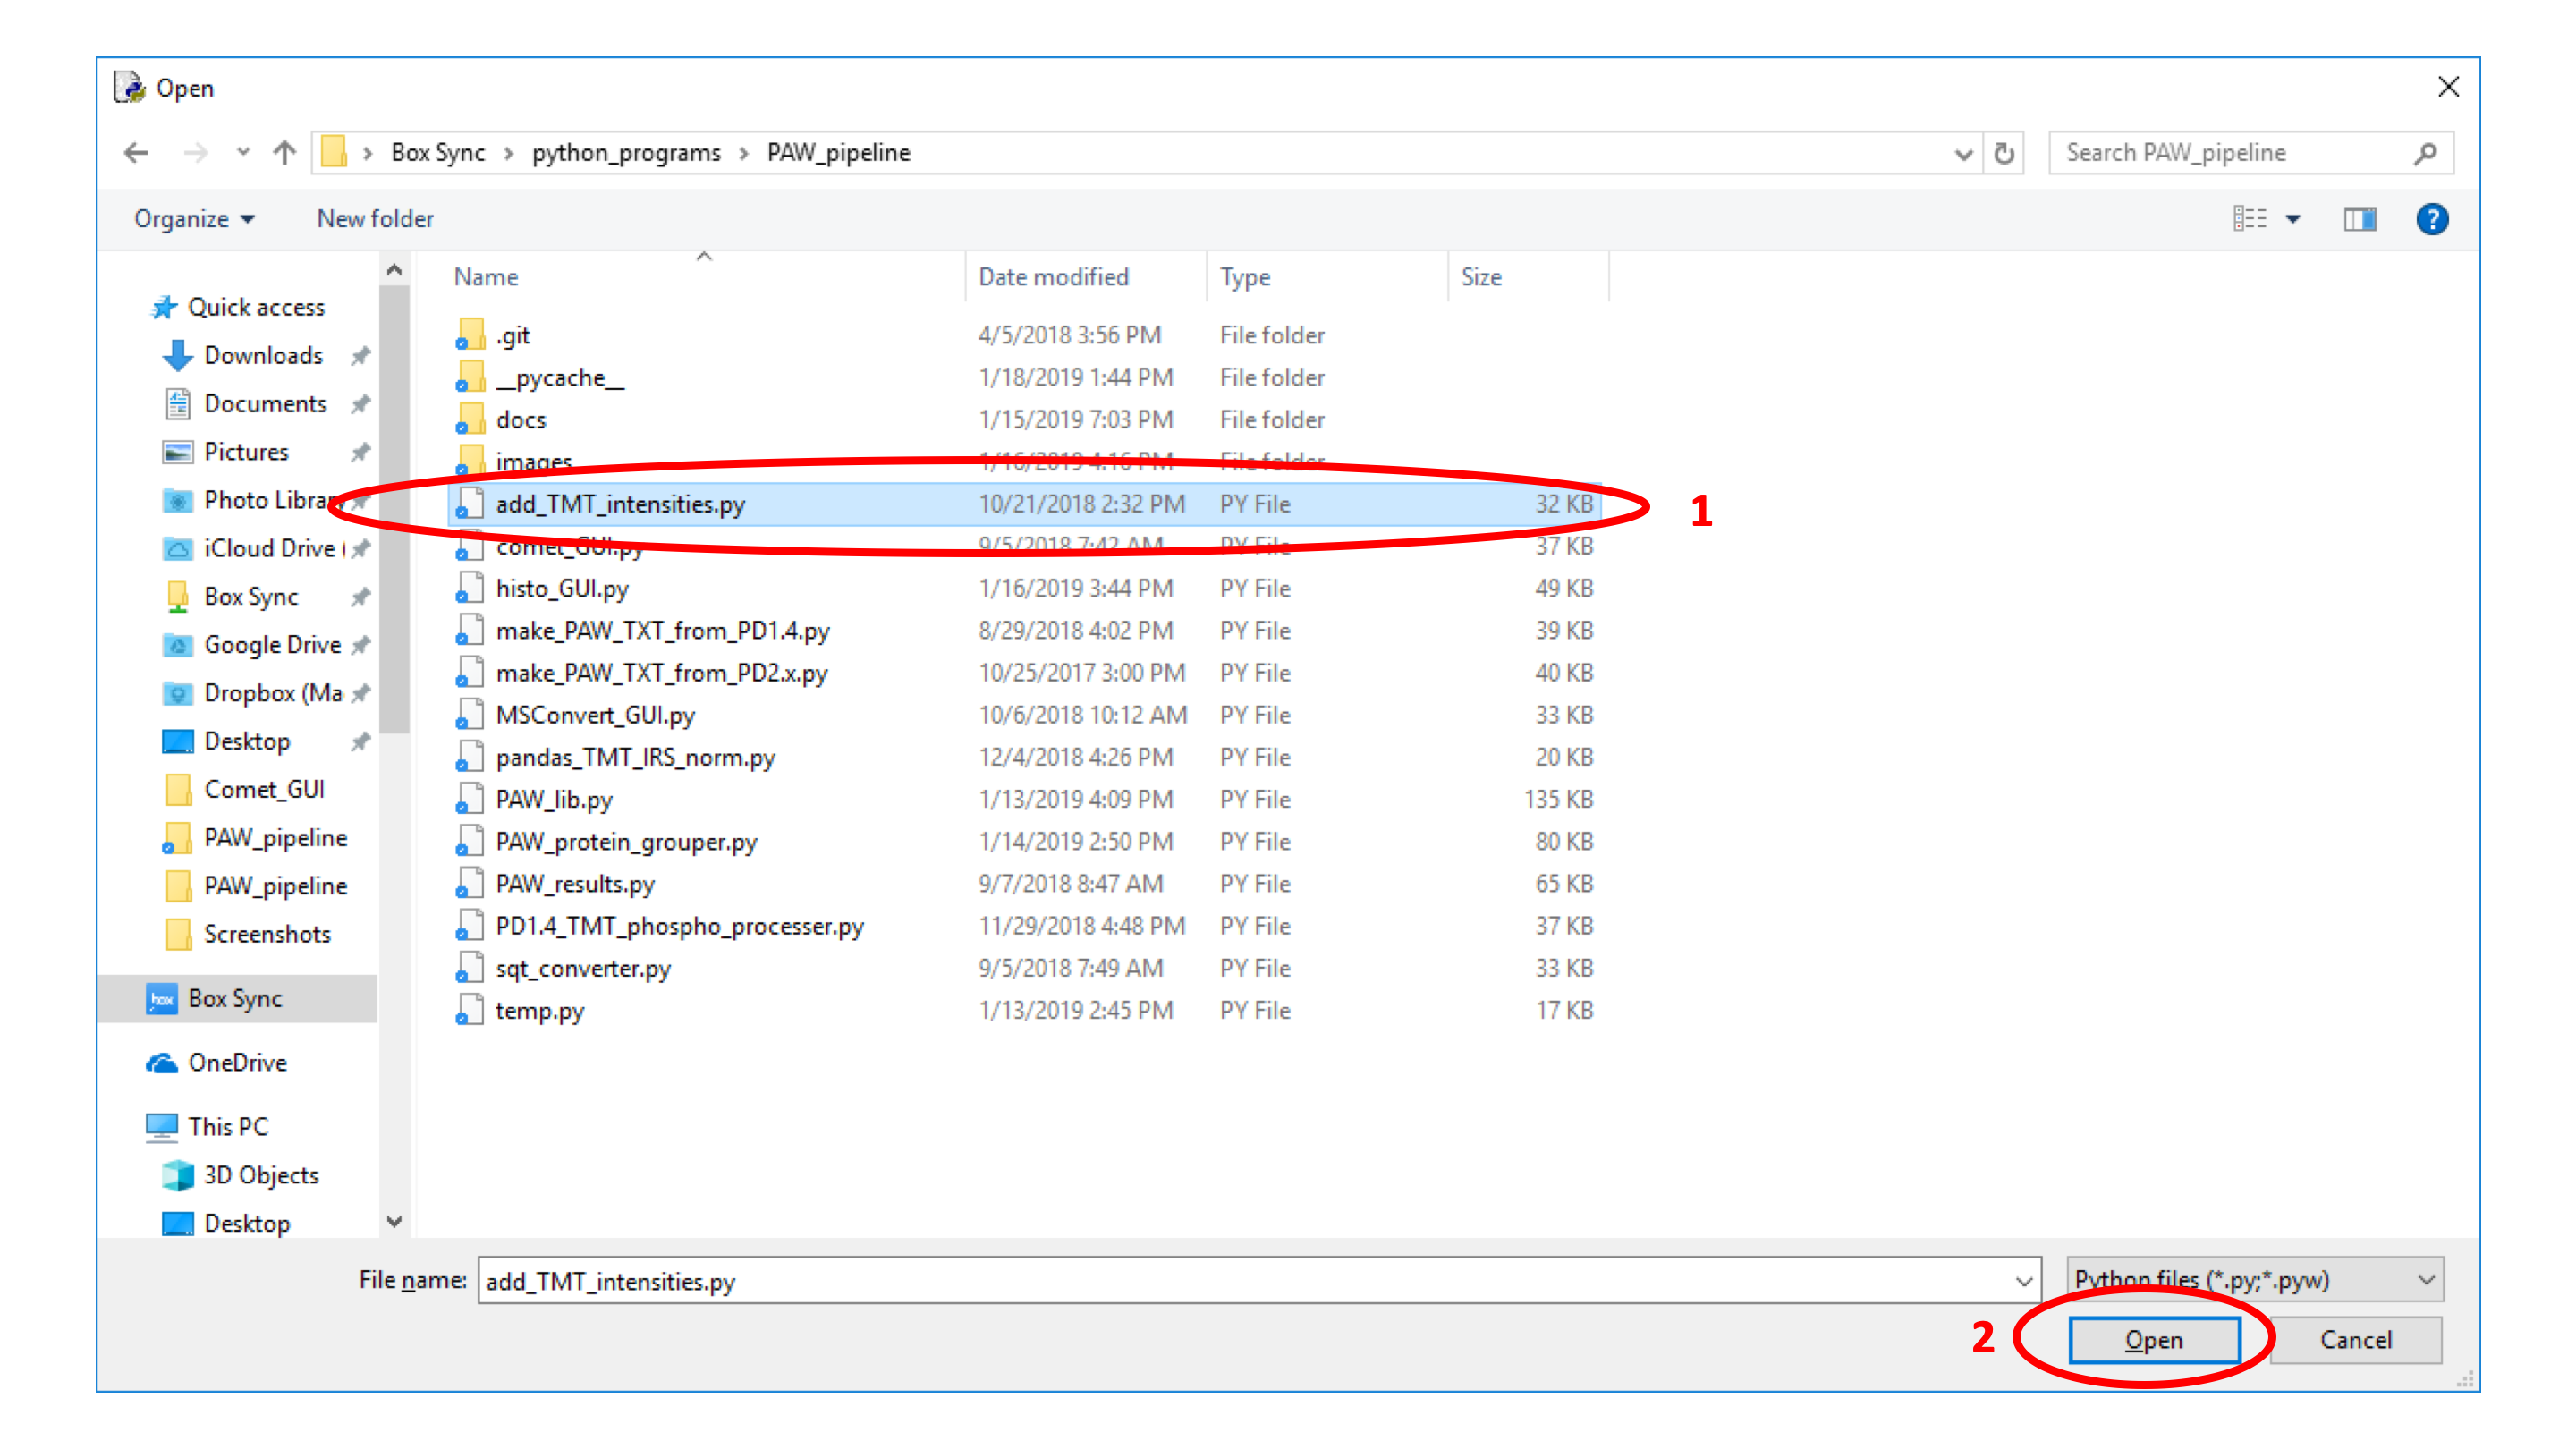 Open
Box Sync > python_programs > PAW_pipeline
Search PAW_pipeline
Organize
New folder
Name Date modified Type Size
Quick access
Downloads
Documents
Pictures
Photo Library
iCloud Drive (
Box Sync
Google Drive
Dropbox (Ma
Desktop
Comet_GUI
PAW_pipeline
PAW_pipeline
Screenshots
Box Sync
OneDrive
This PC
3D Objects
Desktop
.git 4/5/2018 3:56 PM File folder
__pycache__ 1/18/2019 1:44 PM File folder
docs 1/15/2019 7:03 PM File folder
images 1/16/2019 4:16 PM File folder
add_TMT_intensities.py 10/21/2018 2:32 PM PY File 32 KB
1
comet_GUI.py 9/5/2018 7:42 AM PY File 37 KB
histo_GUI.py 1/16/2019 3:44 PM PY File 49 KB
make_PAW_TXT_from_PD1.4.py 8/29/2018 4:02 PM PY File 39 KB
make_PAW_TXT_from_PD2.x.py 10/25/2017 3:00 PM PY File 40 KB
MSConvert_GUI.py 10/6/2018 10:12 AM PY File 33 KB
pandas_TMT_IRS_norm.py 12/4/2018 4:26 PM PY File 20 KB
PAW_lib.py 1/13/2019 4:09 PM PY File 135 KB
PAW_protein_grouper.py 1/14/2019 2:50 PM PY File 80 KB
PAW_results.py 9/7/2018 8:47 AM PY File 65 KB
PD1.4_TMT_phospho_processer.py 11/29/2018 4:48 PM PY File 37 KB
sqt_converter.py 9/5/2018 7:49 AM PY File 33 KB
temp.py 1/13/2019 2:45 PM PY File 17 KB
File name: add_TMT_intensities.py
Python files (*.py;*.pyw)
2
Open
Cancel